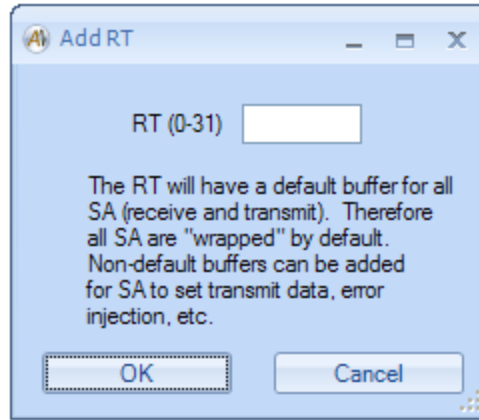 Add RT
RT (0-31)
The RT will have a default buffer for all
SA (receive and transmit). Therefore
all SA are "wrapped" by default.
Non-default buffers can be added
for SA to set transmit data, error
injection, etc.
OK Cancel